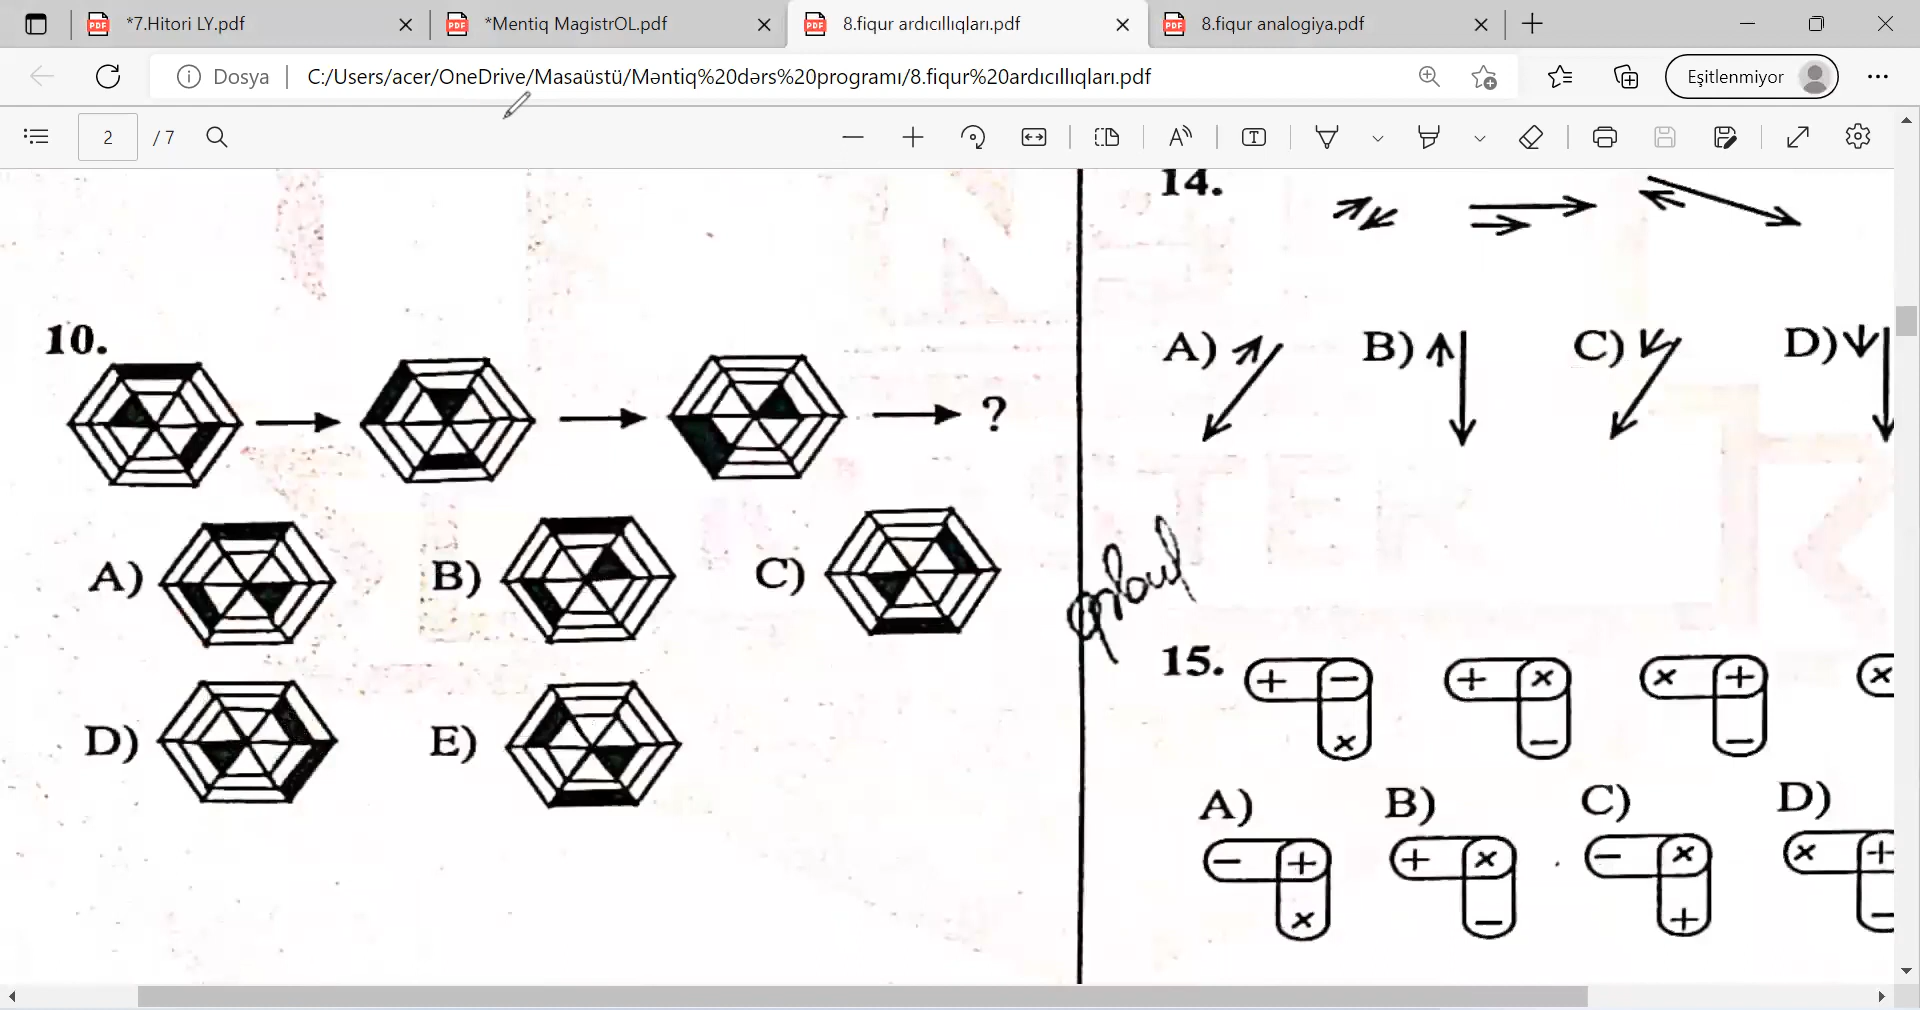 *7.Hitori LY.pdf
*Mentiq MagistrOL.pdf
8.fiqur ardıcıllıqları.pdf
8.fiqur analogiya.pdf
Dosya
C:/Users/acer/OneDrive/Masaüstü/Məntiq%20dərs%20programı/8.fiqur%20ardıcıllıqları.pdf
Eşitlenmiyor
2 / 7
10.
?
A)
B)
C)
D)
E)
14.
A)
B)
C)
D)
15.
+ − ×
+ × −
× + −
×
A)
B)
C)
D)
− + ×
+ × −
− × +
× + −